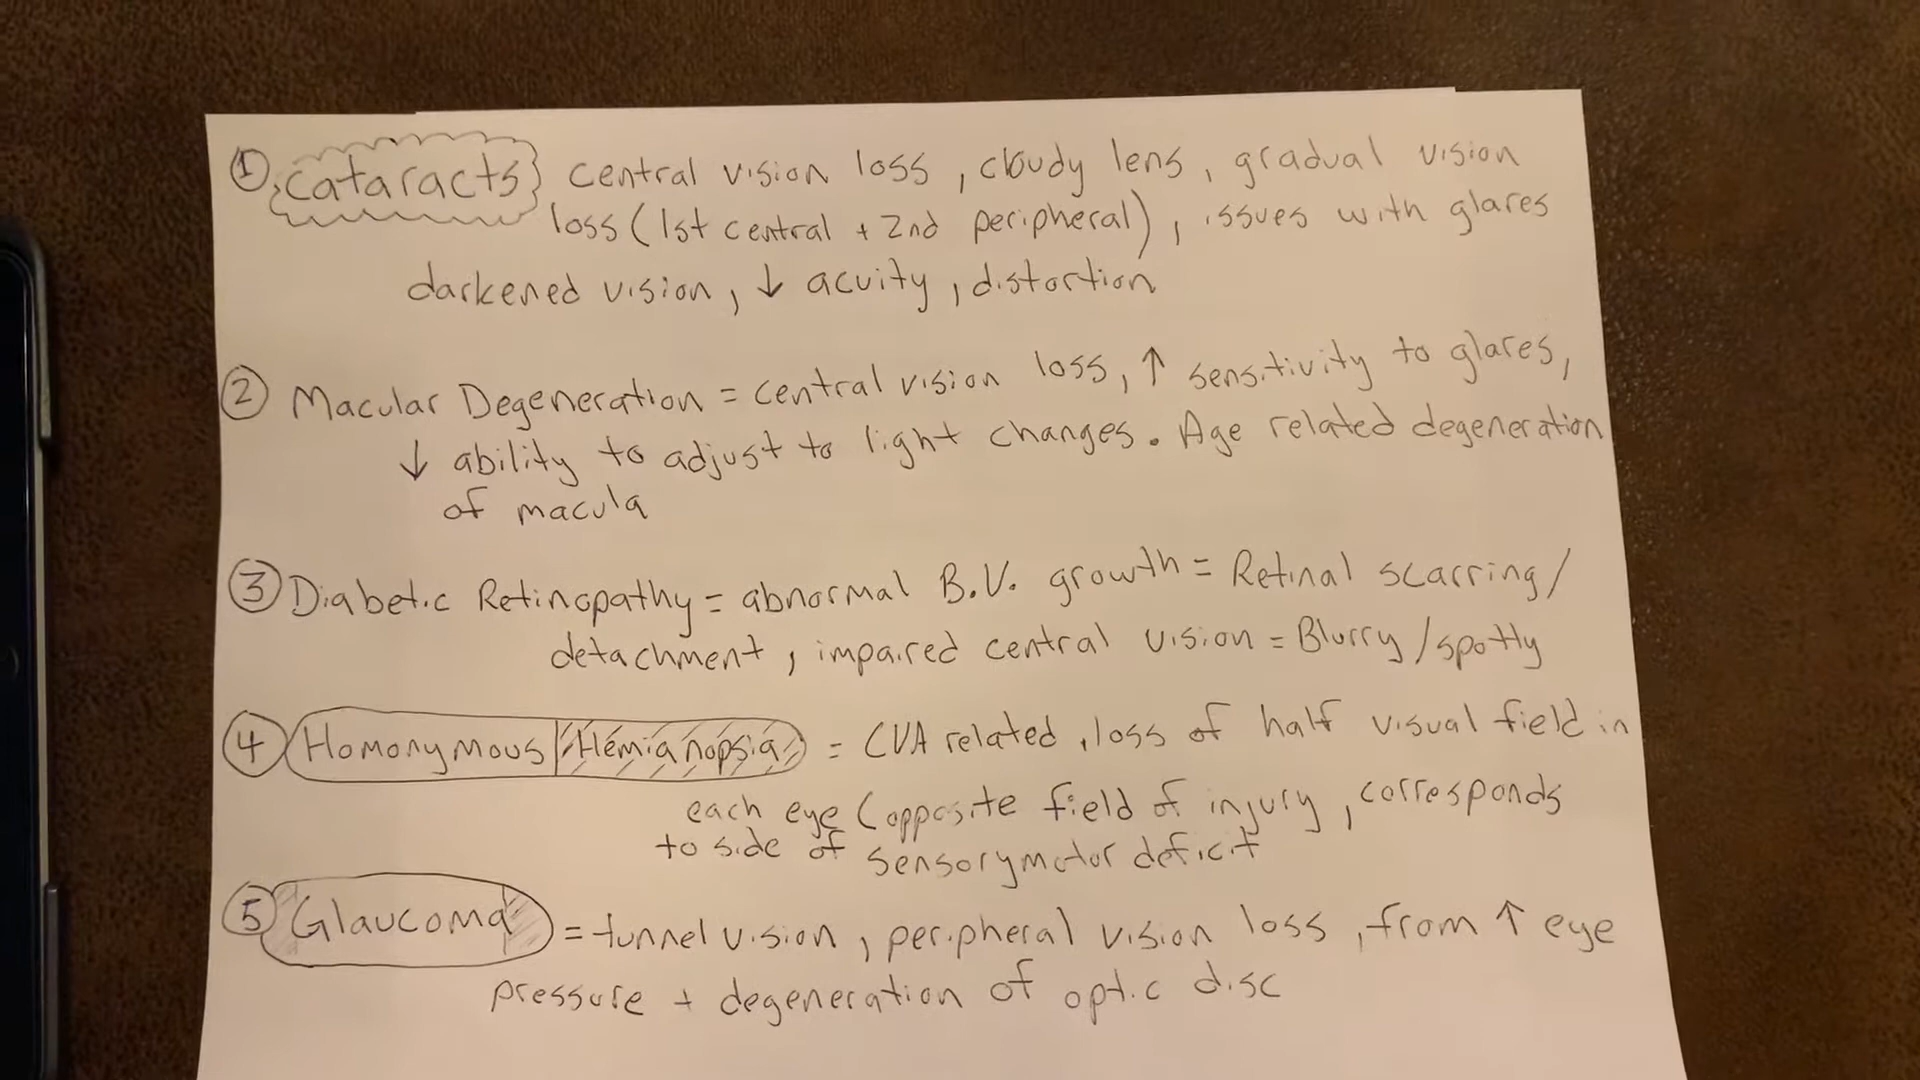 ① Cataracts central vision loss, cloudy lens, gradual vision
loss (1st central + 2nd peripheral), issues with glares
darkened vision, ↓ acuity, distortion
② Macular Degeneration = central vision loss, ↑ sensitivity to glares,
↓ ability to adjust to light changes. Age related degeneration
of macula
③ Diabetic Retinopathy = abnormal B.V. growth = Retinal scarring/
detachment, impaired central vision = Blurry/spotty
④ Homonymous Hemianopsia = CVA related, loss of half visual field in
each eye (opposite field of injury, corresponds
to side of sensorymotor deficit
⑤ Glaucoma = tunnel vision, peripheral vision loss, from ↑ eye
pressure + degeneration of optic disc